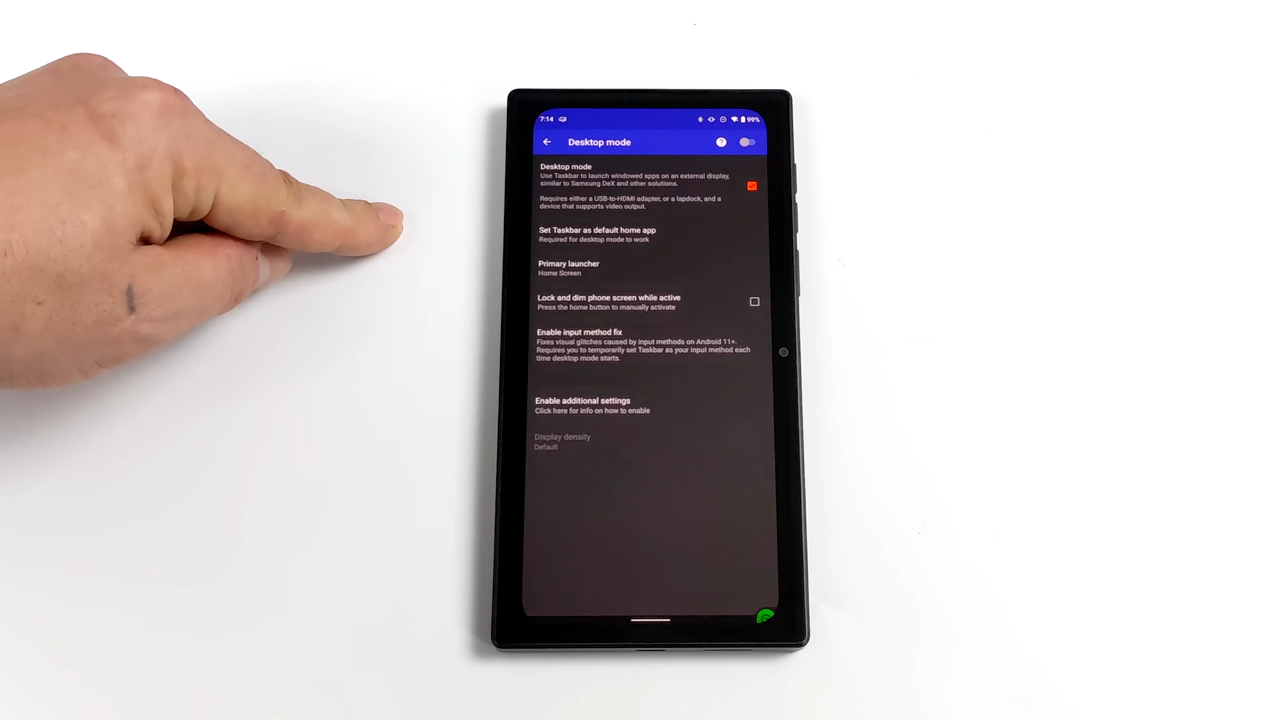 7:14
99%
Desktop mode
Desktop mode
Use Taskbar to launch windowed apps on an external display,
similar to Samsung DeX and other solutions.
Requires either a USB-to-HDMI adapter, or a lapdock, and a
device that supports video output.
Set Taskbar as default home app
Required for desktop mode to work
Primary launcher
Home Screen
Lock and dim phone screen while active
Press the home button to manually activate
Enable input method fix
Fixes visual glitches caused by input methods on Android 11+.
Requires you to temporarily set Taskbar as your input method each
time desktop mode starts.
Enable additional settings
Click here for info on how to enable
Display density
Default